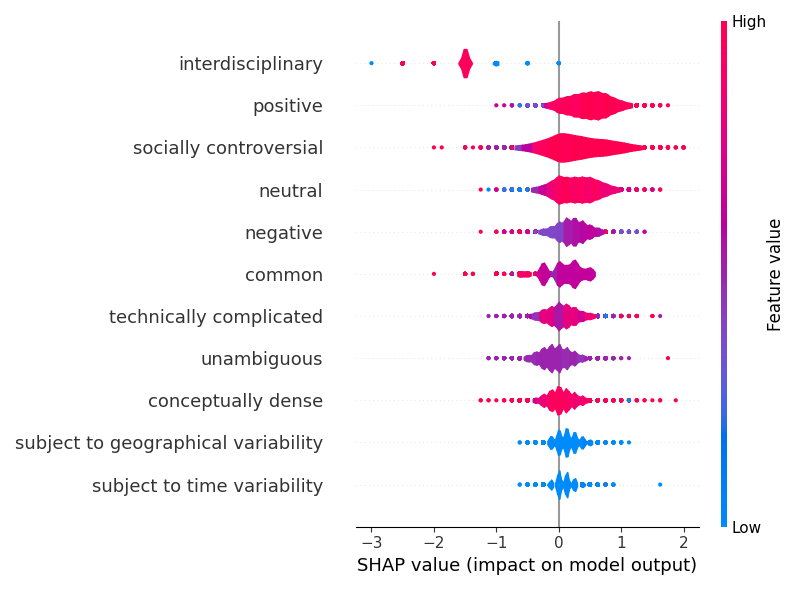 High
interdisciplinary
positive
socially controversial
neutral
negative
common
technically complicated
unambiguous
conceptually dense
subject to geographical variability
subject to time variability
Feature value
Low
−3 −2 −1 0 1 2
SHAP value (impact on model output)